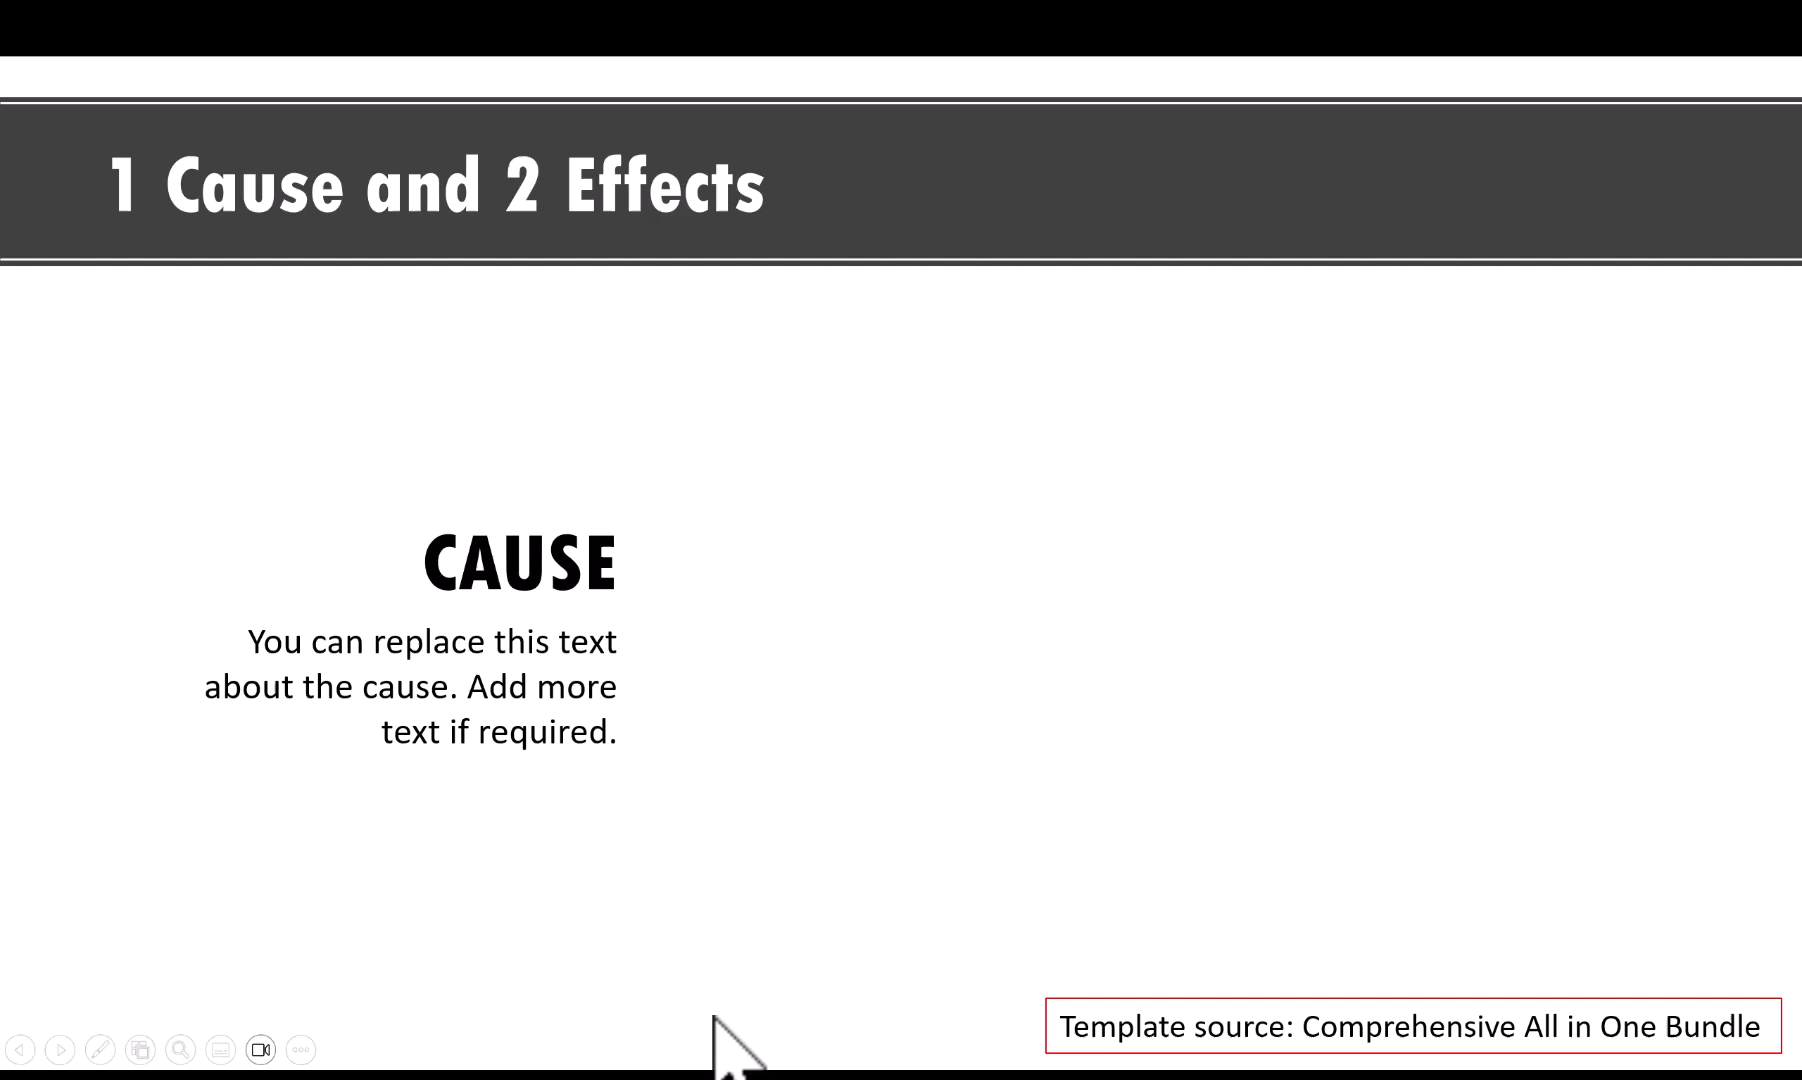 1 Cause and 2 Effects
CAUSE
You can replace this text
about the cause. Add more
text if required.
Template source: Comprehensive All in One Bundle